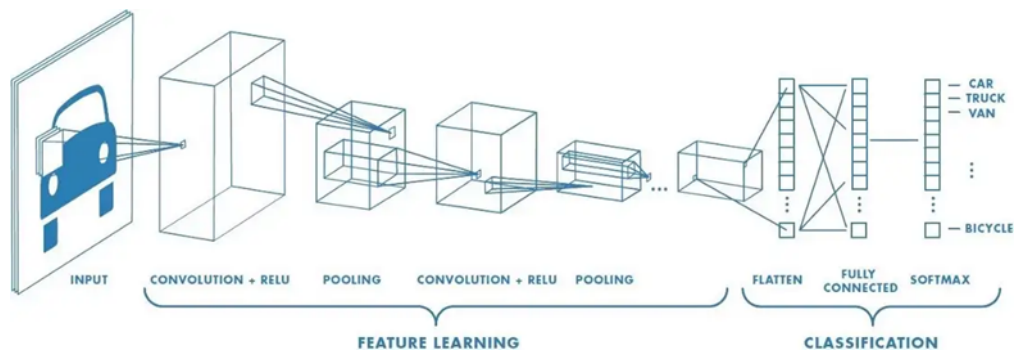 CAR
TRUCK
VAN
BICYCLE
INPUT
CONVOLUTION + RELU
POOLING
CONVOLUTION + RELU
POOLING
FLATTEN
FULLY
CONNECTED
SOFTMAX
FEATURE LEARNING
CLASSIFICATION